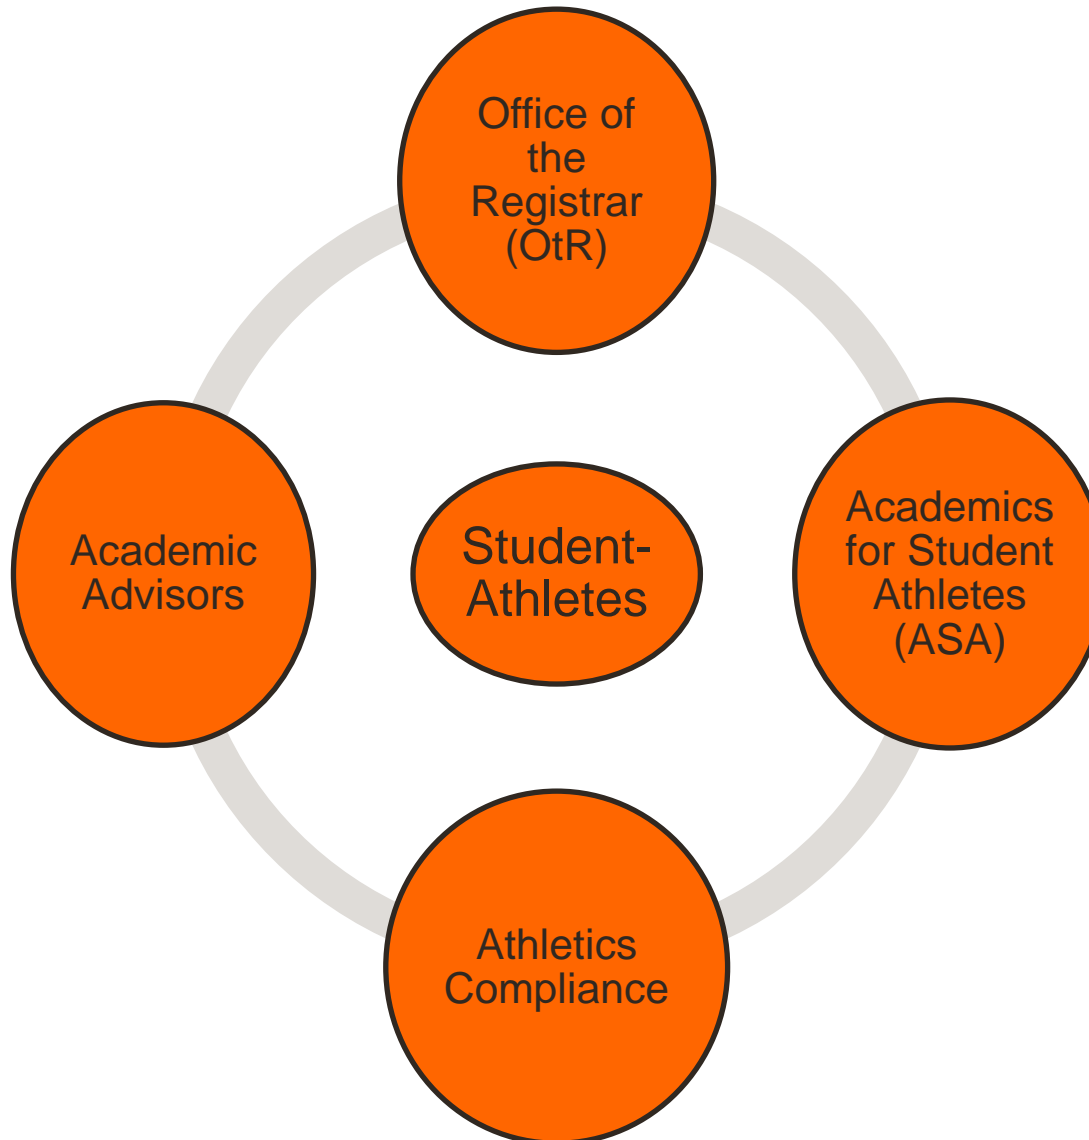 Office of
the
Registrar
(OtR)
Academic
Advisors
Student-
Athletes
Academics
for Student
Athletes
(ASA)
Athletics
Compliance